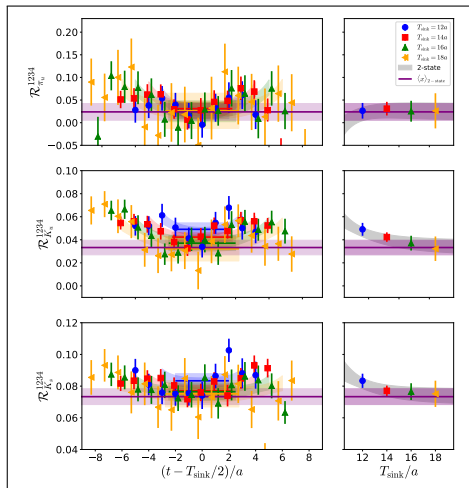 0.20
0.15
0.10
0.05
0.00
−0.05
R^{1234}_{π_u}
T_sink=12a
T_sink=14a
T_sink=16a
T_sink=18a
2-state
⟨x⟩_{2−state}
0.10
0.08
0.06
0.04
0.02
0.00
R^{1234}_{K_u}
0.12
0.10
0.08
0.06
0.04
R^{1234}_{K_s}
−8 −6 −4 −2 0 2 4 6 8
12 14 16 18
(t − T_sink/2)/a
T_sink/a